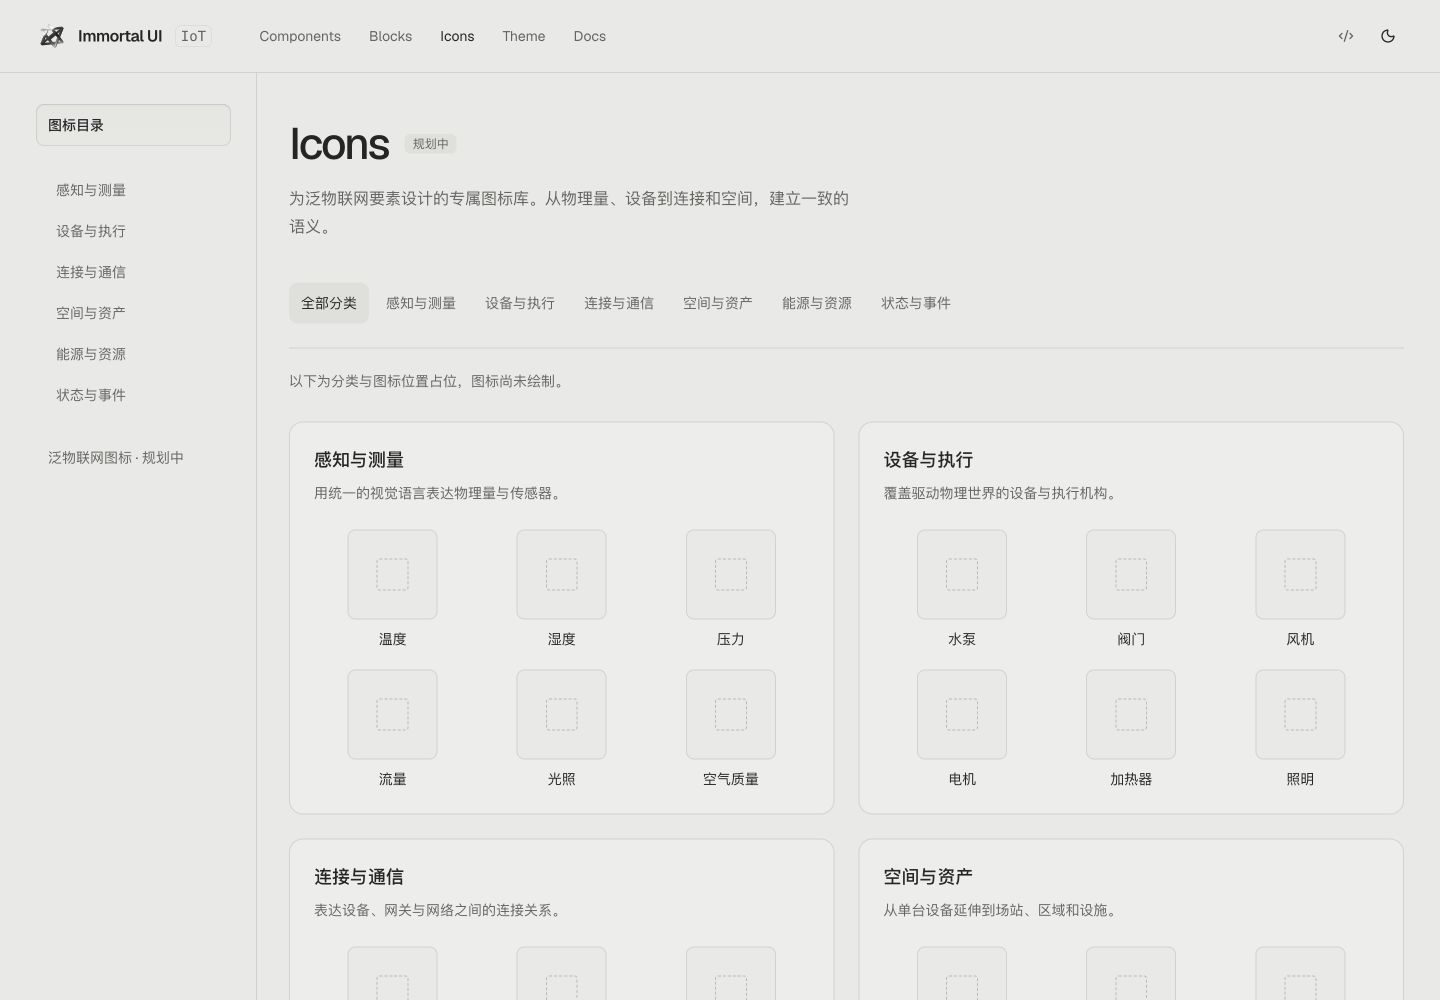 Immortal UI IoT Components Blocks Icons Theme Docs
图标目录
感知与测量
设备与执行
连接与通信
空间与资产
能源与资源
状态与事件
泛物联网图标 · 规划中
Icons 规划中
为泛物联网要素设计的专属图标库。从物理量、设备到连接和空间，建立一致的
语义。
全部分类 感知与测量 设备与执行 连接与通信 空间与资产 能源与资源 状态与事件
以下为分类与图标位置占位，图标尚未绘制。
感知与测量
用统一的视觉语言表达物理量与传感器。
温度 湿度 压力
流量 光照 空气质量
设备与执行
覆盖驱动物理世界的设备与执行机构。
水泵 阀门 风机
电机 加热器 照明
连接与通信
表达设备、网关与网络之间的连接关系。
空间与资产
从单台设备延伸到场站、区域和设施。